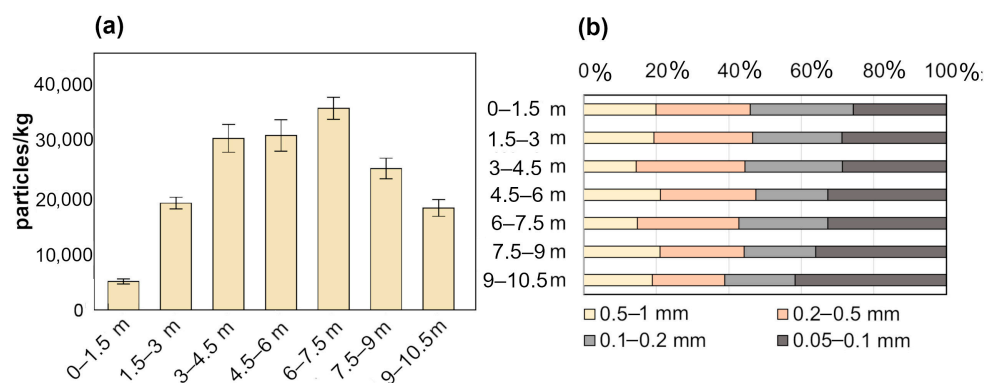 (a)
particles/kg
40,000
30,000
20,000
10,000
0
0–1.5 m
1.5–3 m
3–4.5 m
4.5–6 m
6–7.5 m
7.5–9m
9–10.5m
(b)
0% 20% 40% 60% 80% 100%
0–1.5 m
1.5–3 m
3–4.5 m
4.5–6 m
6–7.5 m
7.5–9 m
9–10.5 m
0.5–1 mm 0.2–0.5 mm
0.1–0.2 mm 0.05–0.1 mm